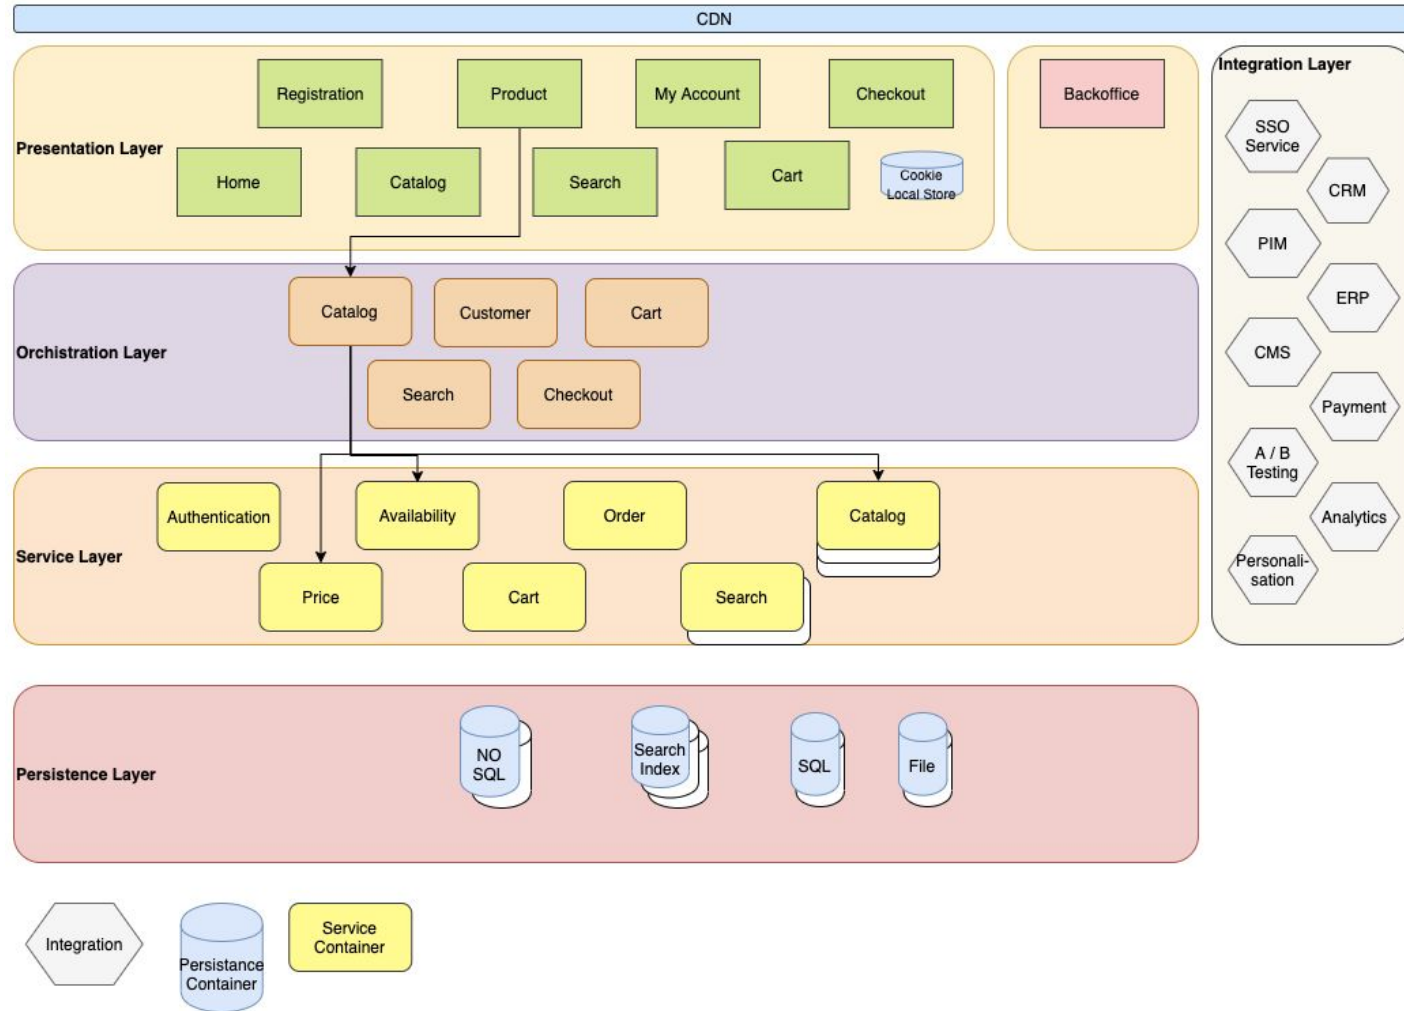 CDN
Registration
Product
My Account
Checkout
Backoffice
Presentation Layer
Home
Catalog
Search
Cart
Cookie
Local Store
Integration Layer
SSO
Service
CRM
PIM
ERP
CMS
Payment
A / B
Testing
Analytics
Personali-
sation
Catalog
Customer
Cart
Orchistration Layer
Search
Checkout
Authentication
Availability
Order
Catalog
Service Layer
Price
Cart
Search
Persistence Layer
NO
SQL
Search
Index
SQL
File
Integration
Persistance
Container
Service
Container